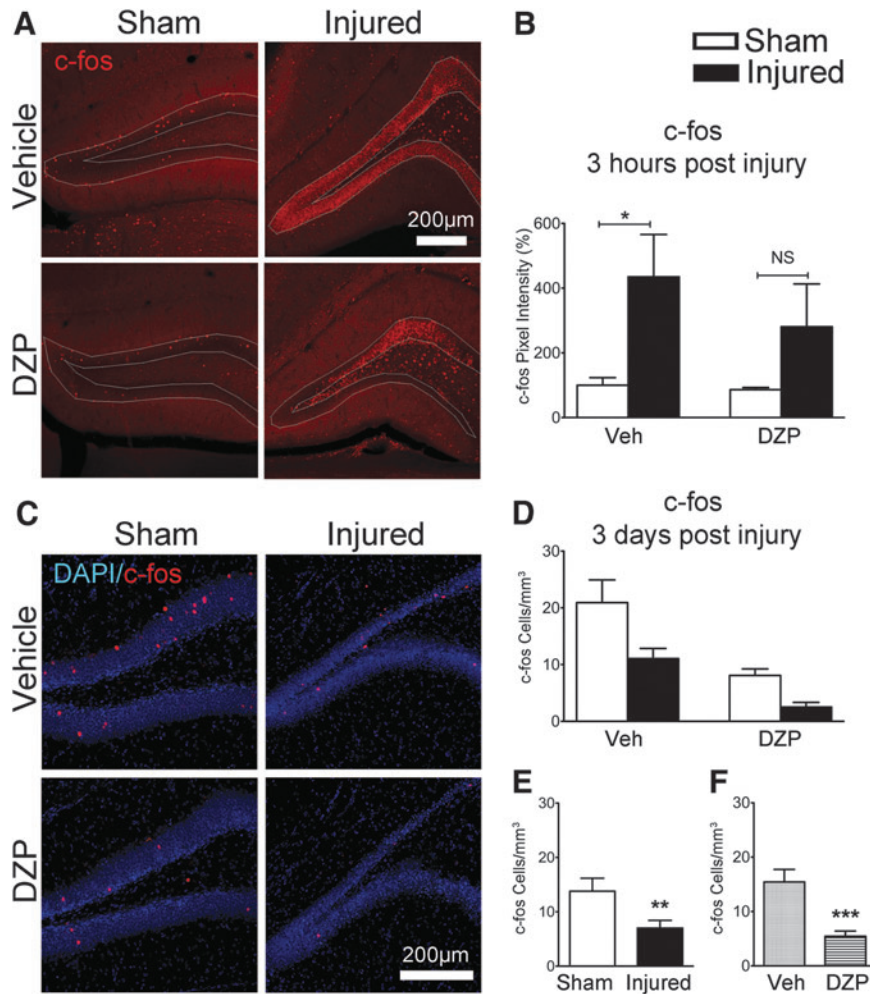 A
Sham
Injured
c-fos
Vehicle
200µm
DZP
B
Sham
Injured
c-fos
3 hours post injury
c-fos Pixel Intensity (%)
600
400
200
0
*
NS
Veh
DZP
C
Sham
Injured
DAPI/c-fos
Vehicle
DZP
200µm
D
c-fos
3 days post injury
c-fos Cells/mm³
30
20
10
0
Veh
DZP
E
c-fos Cells/mm³
30
20
10
0
**
Sham
Injured
F
c-fos Cells/mm³
30
20
10
0
***
Veh
DZP